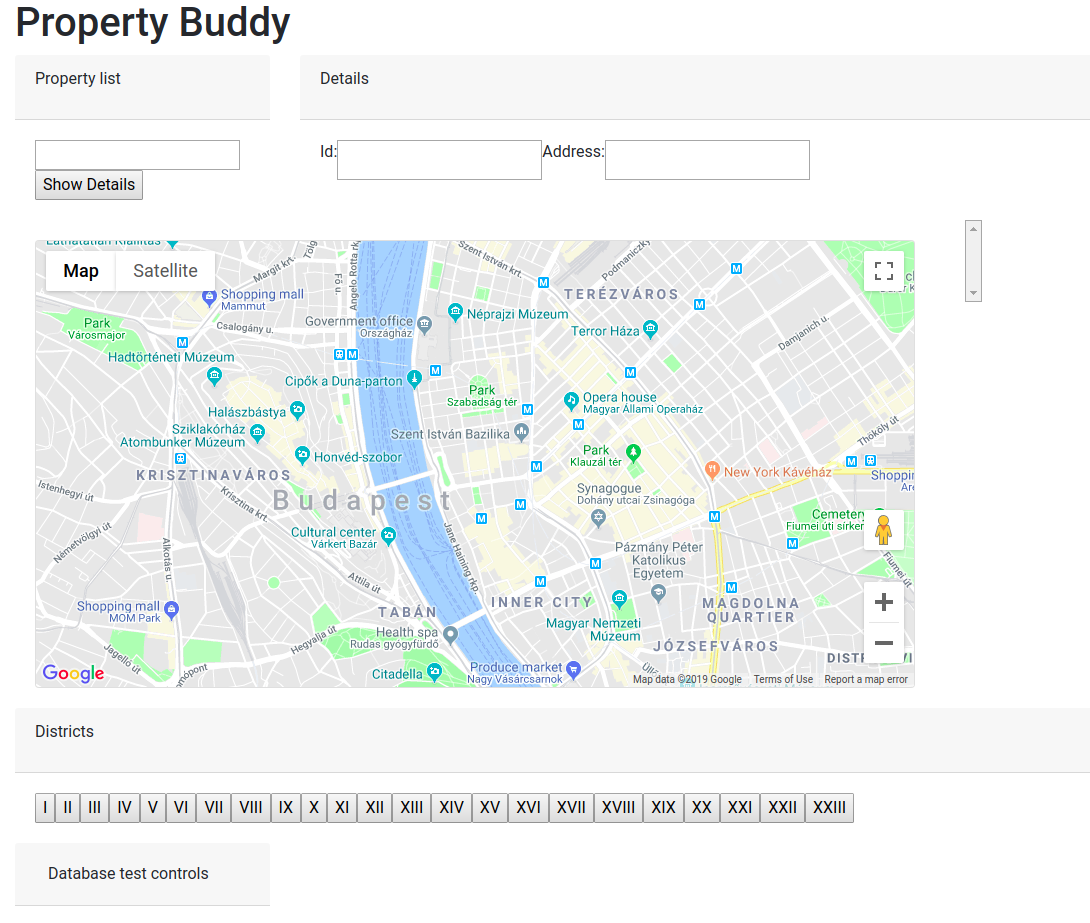 Property Buddy
Property list
Details
Id:
Address:
Show Details
Map
Satellite
Margit krt.
Fő u.
Angelo Rotta rkp.
Szent István krt.
Podmaniczky
TERÉZVÁROS
Shopping mall
Mammut
Csalogány u.
Government office
Országház
Néprajzi Múzeum
Terror Háza
Damjanich u.
Park
Városmajor
Hadtörténeti Múzeum
Cipők a Duna-parton
Park
Szabadság tér
Opera house
Magyar Állami Operaház
Halászbástya
Sziklakórház
Atombunker Múzeum
Szent István Bazilika
Thököly út
Honvéd-szobor
Park
Klauzál tér
New York Kávéház
KRISZTINAVÁROS
Shoppin
Are
Istenhegyi út
Krisztina krt.
Budapest
Synagogue
Dohány utcai Zsinagóga
Cemetery
Fiumei úti sírker
Németvölgyi út
Cultural center
Várkert Bazár
Jane Haining rkp.
Alkotás u.
Pázmány Péter
Katolikus
Egyetem
Fiumei út
Attila út
Shopping mall
MOM Park
TABÁN
INNER CITY
MAGDOLNA
QUARTIER
Magyar Nemzeti
Múzeum
Hegyalja út
Health spa
Rudas gyógyfürdő
JÓZSEFVÁROS
Jagelló út
DISTR
VI
Google
Citadella
Produce market
Nagy Vásárcsarnok
Map data ©2019 Google
Terms of Use
Report a map error
Districts
I II III IV V VI VII VIII IX X XI XII XIII XIV XV XVI XVII XVIII XIX XX XXI XXII XXIII
Database test controls